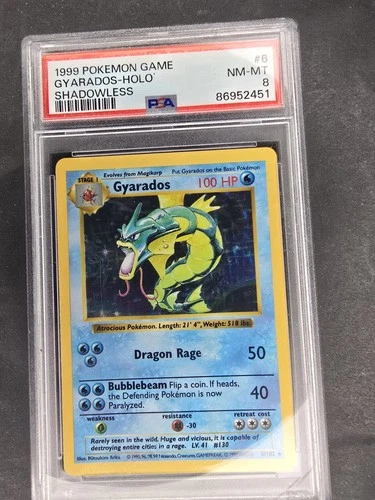 1999 POKEMON GAME #6
GYARADOS-HOLO NM-MT
SHADOWLESS 8
PSA 86952451
STAGE 1 Evolves from Magikarp Put Gyarados on the Basic Pokémon
Gyarados 100 HP
Atrocious Pokémon. Length: 21' 4", Weight: 518 lbs.
Dragon Rage 50
Bubblebeam Flip a coin. If heads,
the Defending Pokémon is now 40
Paralyzed.
weakness resistance retreat cost
-30
Rarely seen in the wild. Huge and vicious, it is capable of
destroying entire cities in a rage. LV. 41 #130
Illus. Mitsuhiro Arita